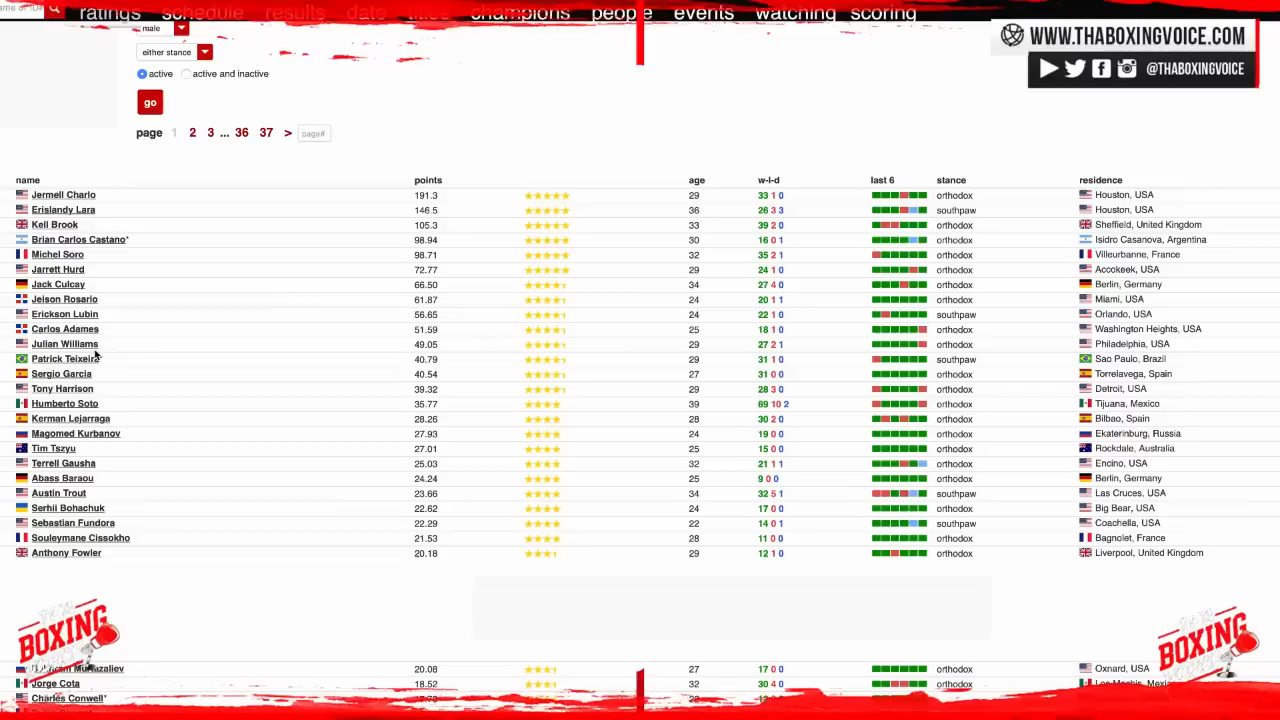 ratings schedule results date titles champions people events watching scoring
male
WWW.THABOXINGVOICE.COM
either stance
@THABOXINGVOICE
active active and inactive
go
page 1 2 3 ... 36 37 > page#
name points age w-l-d last 6 stance residence
Jermell Charlo 191.3 29 33 1 0 orthodox Houston, USA
Erislandy Lara 146.5 36 26 3 3 southpaw Houston, USA
Kell Brook 105.3 33 39 2 0 orthodox Sheffield, United Kingdom
Brian Carlos Castano* 98.94 30 16 0 1 orthodox Isidro Casanova, Argentina
Michel Soro 98.71 32 35 2 1 orthodox Villeurbanne, France
Jarrett Hurd 72.77 29 24 1 0 orthodox Accokeek, USA
Jack Culcay 66.50 34 27 4 0 orthodox Berlin, Germany
Jeison Rosario 61.87 24 20 1 1 orthodox Miami, USA
Erickson Lubin 56.65 24 22 1 0 southpaw Orlando, USA
Carlos Adames 51.59 25 18 1 0 orthodox Washington Heights, USA
Julian Williams 49.05 29 27 2 1 orthodox Philadelphia, USA
Patrick Teixeira 40.79 29 31 1 0 southpaw Sao Paulo, Brazil
Sergio Garcia 40.54 27 31 0 0 orthodox Torrelavega, Spain
Tony Harrison 39.32 29 28 3 0 orthodox Detroit, USA
Humberto Soto 35.77 39 69 10 2 orthodox Tijuana, Mexico
Kerman Lejarraga 28.26 28 30 2 0 orthodox Bilbao, Spain
Magomed Kurbanov 27.93 24 19 0 0 orthodox Ekaterinburg, Russia
Tim Tszyu 27.01 25 15 0 0 orthodox Rockdale, Australia
Terrell Gausha 25.03 32 21 1 1 orthodox Encino, USA
Abass Baraou 24.24 25 9 0 0 orthodox Berlin, Germany
Austin Trout 23.66 34 32 5 1 southpaw Las Cruces, USA
Serhii Bohachuk 22.62 24 17 0 0 orthodox Big Bear, USA
Sebastian Fundora 22.29 22 14 0 1 southpaw Coachella, USA
Souleymane Cissokho 21.53 28 11 0 0 orthodox Bagnolet, France
Anthony Fowler 20.18 29 12 1 0 orthodox Liverpool, United Kingdom
BOXING BOXING
Murtazaliev 20.08 27 17 0 0 orthodox Oxnard, USA
Jorge Cota 18.52 32 30 4 0 orthodox Los Mochis, Mexico
Charles Conwell*